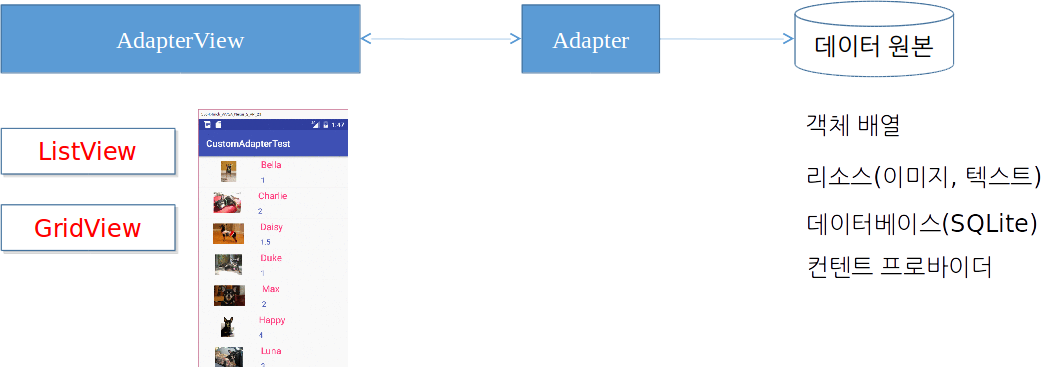 AdapterView
Adapter
데이터 원본
ListView
GridView
1:47
CustomAdapterTest
Bella
1
Charlie
2
Daisy
1.5
Duke
1
Max
2
Happy
4
Luna
객체 배열
리소스(이미지, 텍스트)
데이터베이스(SQLite)
컨텐트 프로바이더